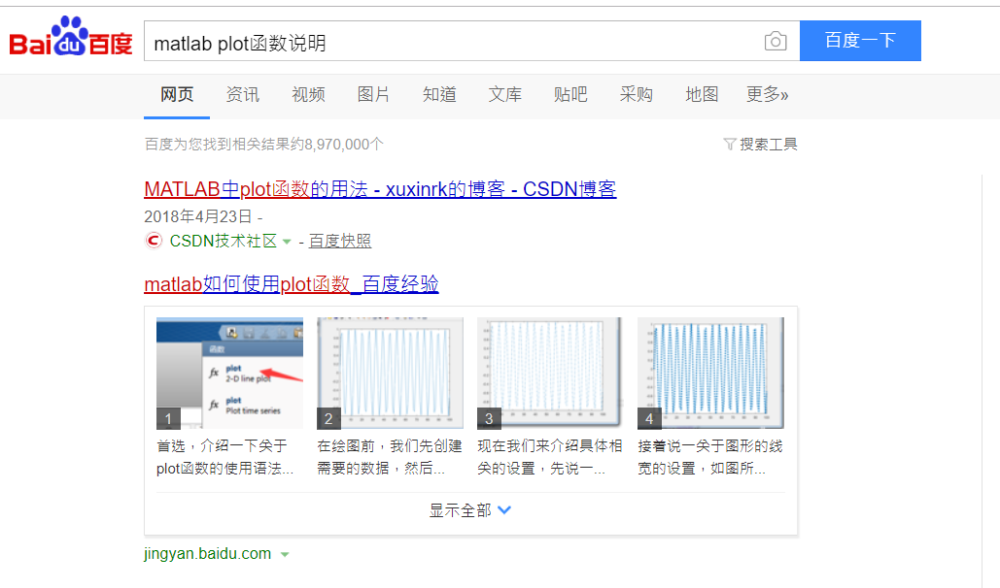 Bai du 百度
matlab plot函数说明
百度一下
网页 资讯 视频 图片 知道 文库 贴吧 采购 地图 更多»
百度为您找到相关结果约8,970,000个
搜索工具
MATLAB中plot函数的用法 - xuxinrk的博客 - CSDN博客
2018年4月23日 -
C CSDN技术社区 - 百度快照
matlab如何使用plot函数_百度经验
函数
fx plot
2-D line plot
fx plot
Plot time series
1
2
3
4
首选，介绍一下关于
plot函数的使用语法...
在绘图前，我们先创建
需要的数据，然后...
现在我们来介绍具体相
关的设置，先说一...
接着说一关于图形的线
宽的设置，如图所...
显示全部
jingyan.baidu.com